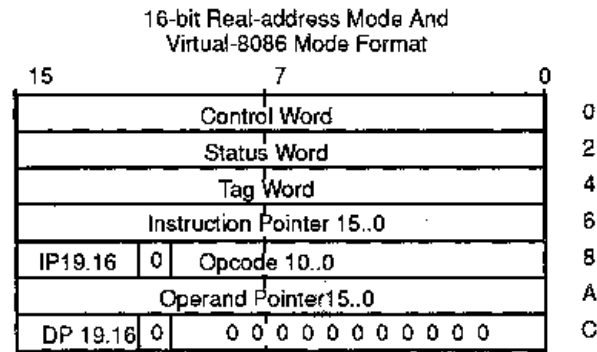 16-bit Real-address Mode And
Virtual-8086 Mode Format
15 7 0
Control Word 0
Status Word 2
Tag Word 4
Instruction Pointer 15..0 6
IP19.16 0 Opcode 10..0 8
Operand Pointer15..0 A
DP 19.16 0 0 0 0 0 0 0 0 0 0 0 0 C